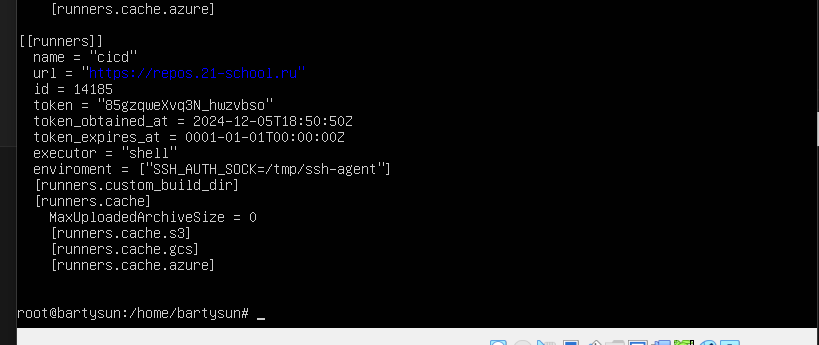 [runners.cache.azure]
[[runners]]
name = "cicd"
url = "https://repos.21-school.ru"
id = 14185
token = "85gzqweXvq3N_hwzvbso"
token_obtained_at = 2024-12-05T18:50:50Z
token_expires_at = 0001-01-01T00:00:00Z
executor = "shell"
enviroment = ["SSH_AUTH_SOCK=/tmp/ssh-agent"]
[runners.custom_build_dir]
[runners.cache]
MaxUploadedArchiveSize = 0
[runners.cache.s3]
[runners.cache.gcs]
[runners.cache.azure]
root@bartysun:/home/bartysun# _